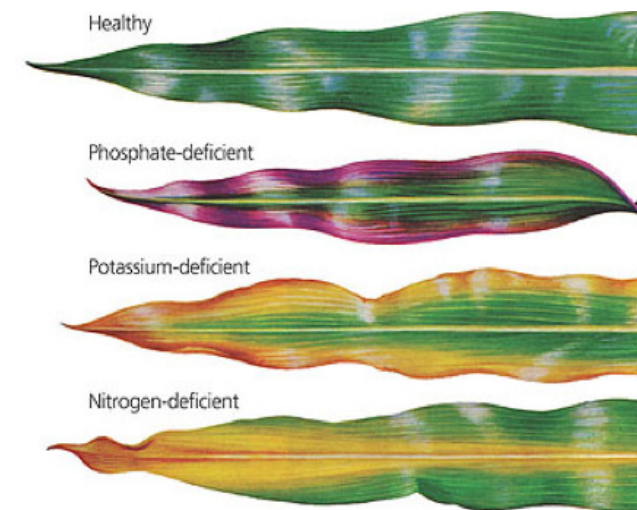 Healthy
Phosphate-deficient
Potassium-deficient
Nitrogen-deficient